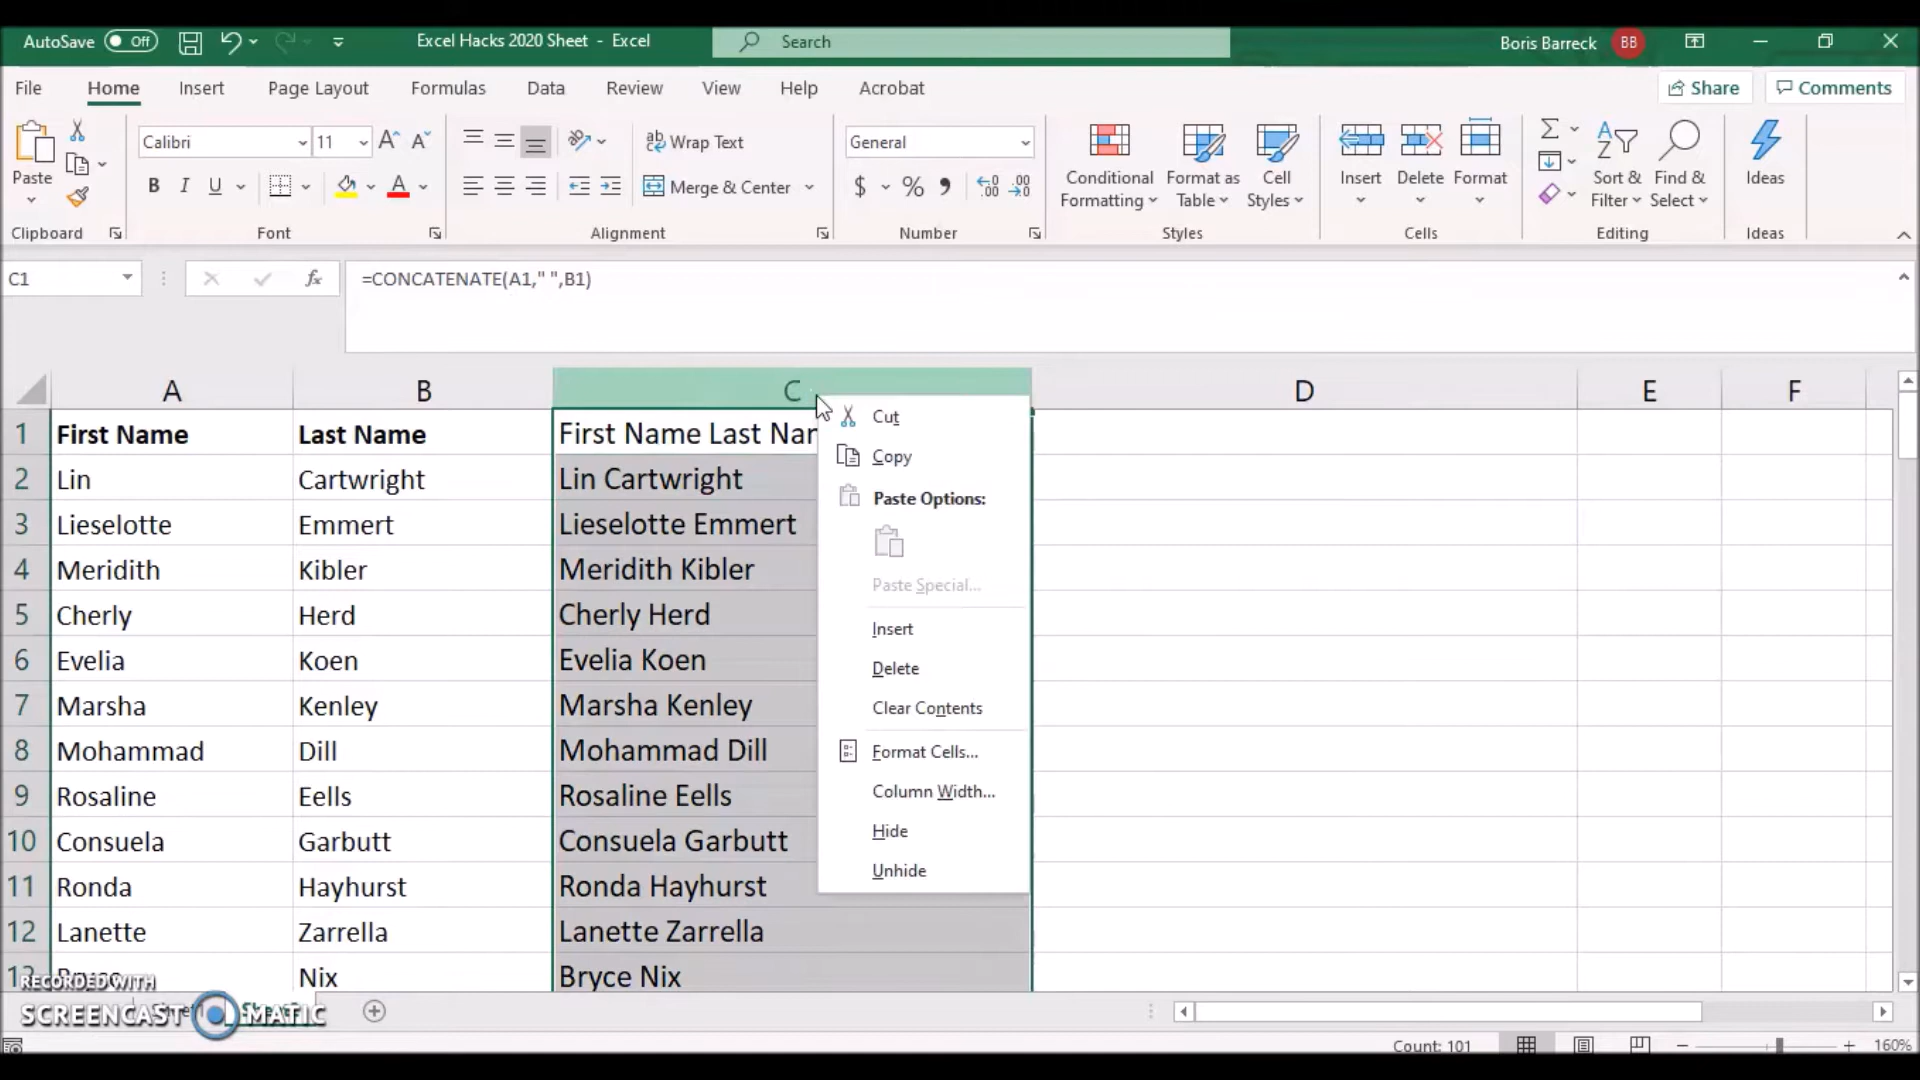 AutoSave Off Excel Hacks 2020 Sheet - Excel Search Boris Barreck BB
File Home Insert Page Layout Formulas Data Review View Help Acrobat Share Comments
Paste Calibri 11 Wrap Text General Conditional Formatting Format as Table Cell Styles Insert Delete Format Sort & Filter Find & Select Ideas
B I U A Merge & Center $ % ,
Clipboard Font Alignment Number Styles Cells Editing Ideas
C1 fx =CONCATENATE(A1," ",B1)
A B C D E F
1 First Name Last Name First Name Last Nam
2 Lin Cartwright Lin Cartwright
3 Lieselotte Emmert Lieselotte Emmert
4 Meridith Kibler Meridith Kibler
5 Cherly Herd Cherly Herd
6 Evelia Koen Evelia Koen
7 Marsha Kenley Marsha Kenley
8 Mohammad Dill Mohammad Dill
9 Rosaline Eells Rosaline Eells
10 Consuela Garbutt Consuela Garbutt
11 Ronda Hayhurst Ronda Hayhurst
12 Lanette Zarrella Lanette Zarrella
13 Bryce Nix Bryce Nix
Cut
Copy
Paste Options:
Paste Special...
Insert
Delete
Clear Contents
Format Cells...
Column Width...
Hide
Unhide
RECORDED WITH
SCREENCAST MATIC
Count: 101 160%